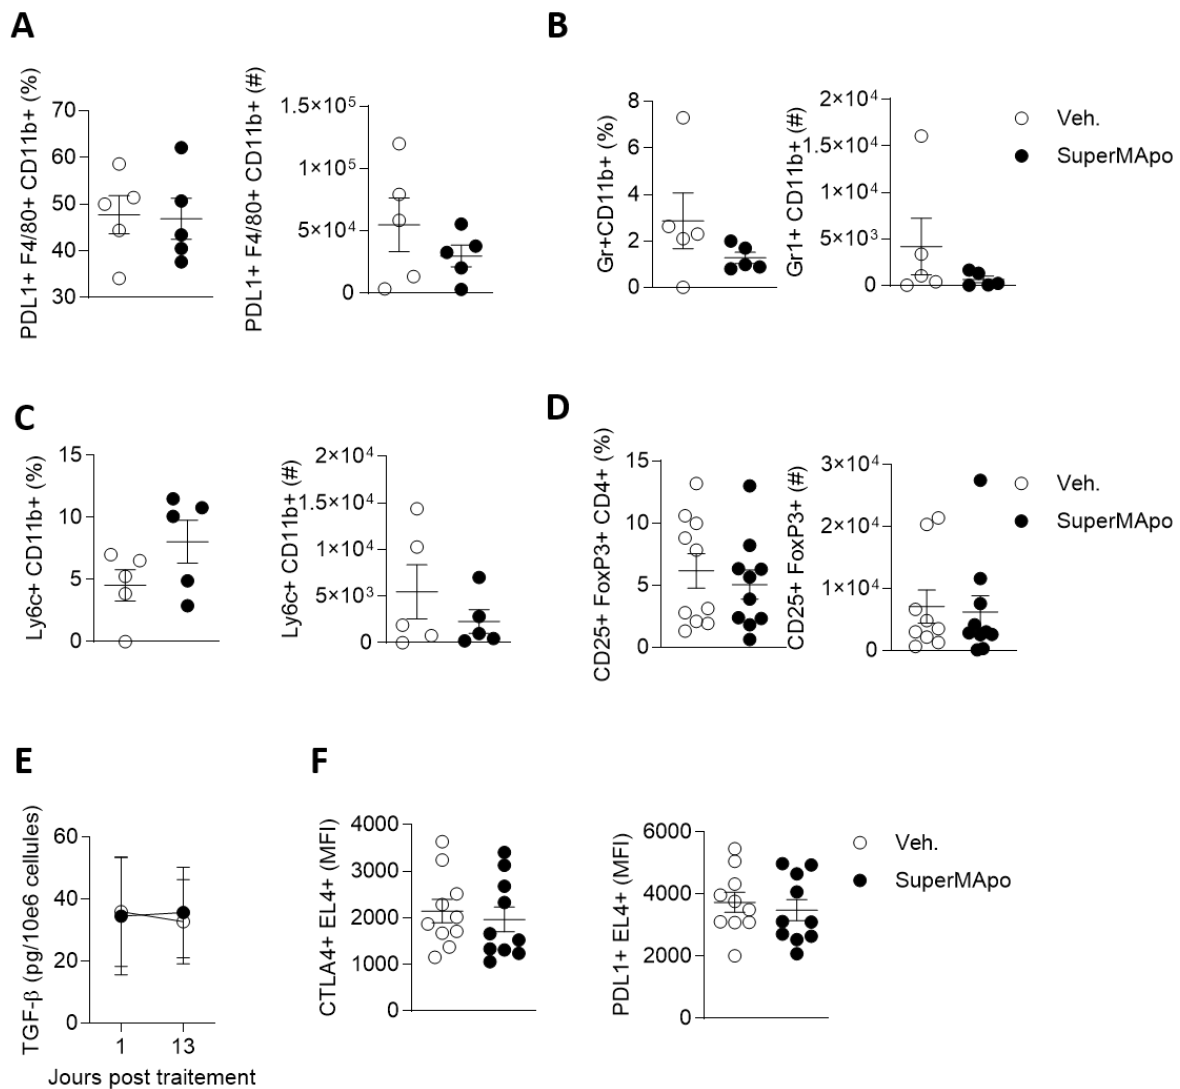 A
PDL1+ F4/80+ CD11b+ (%)
70
60
50
40
30
PDL1+ F4/80+ CD11b+ (#)
1.5×10⁵
1×10⁵
5×10⁴
0
B
Gr+CD11b+ (%)
8
6
4
2
0
Gr1+ CD11b+ (#)
2×10⁴
1.5×10⁴
1×10⁴
5×10³
0
Veh.
SuperMApo
C
Ly6c+ CD11b+ (%)
15
10
5
0
Ly6c+ CD11b+ (#)
2×10⁴
1.5×10⁴
1×10⁴
5×10³
0
D
CD25+ FoxP3+ CD4+ (%)
15
10
5
0
CD25+ FoxP3+ (#)
3×10⁴
2×10⁴
1×10⁴
0
Veh.
SuperMApo
E
TGF-β (pg/10e6 cellules)
60
40
20
0
1 13
Jours post traitement
F
CTLA4+ EL4+ (MFI)
4000
3000
2000
1000
0
PDL1+ EL4+ (MFI)
6000
4000
2000
0
Veh.
SuperMApo